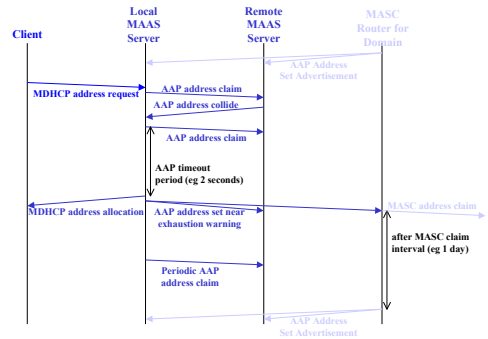 Client
Local
MAAS
Server
Remote
MAAS
Server
MASC
Router for
Domain
AAP Address
Set Advertisement
MDHCP address request
AAP address claim
AAP address collide
AAP address claim
AAP timeout
period (eg 2 seconds)
MDHCP address allocation
AAP address set near
exhaustion warning
MASC address claim
after MASC claim
interval (eg 1 day)
Periodic AAP
address claim
AAP Address
Set Advertisement